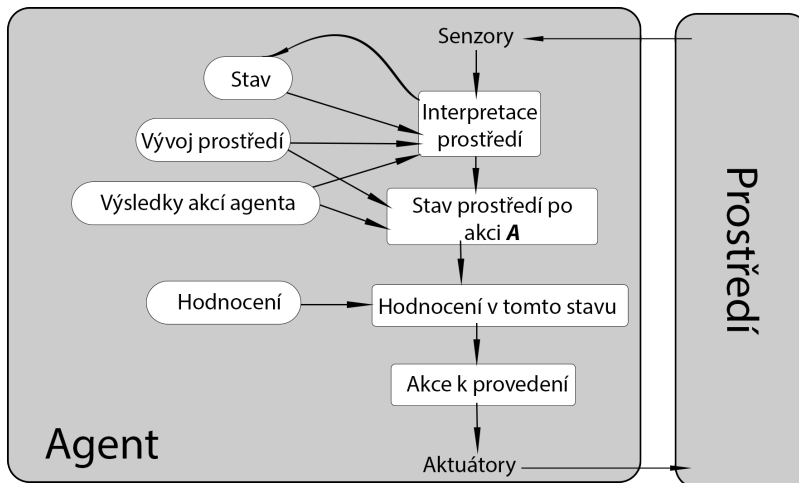 Senzory
Stav
Interpretace
prostředí
Vývoj prostředí
Výsledky akcí agenta
Stav prostředí po
akci A
Hodnocení
Hodnocení v tomto stavu
Akce k provedení
Agent
Aktuátory
Prostředí